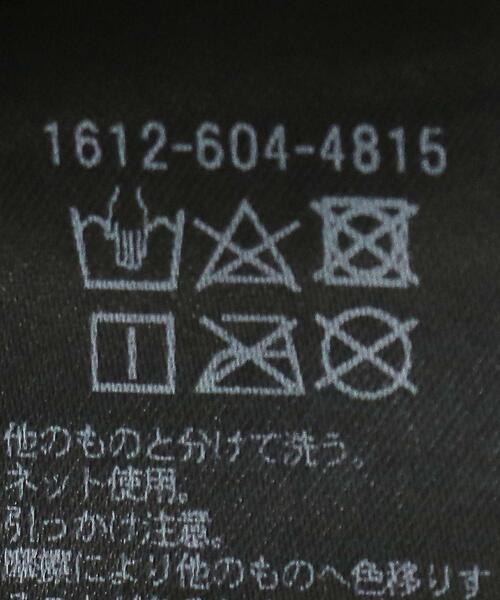 1612-604-4815
他のものと分けて洗う。
ネット使用。
引っかけ注意。
摩擦により他のものへ色移りす